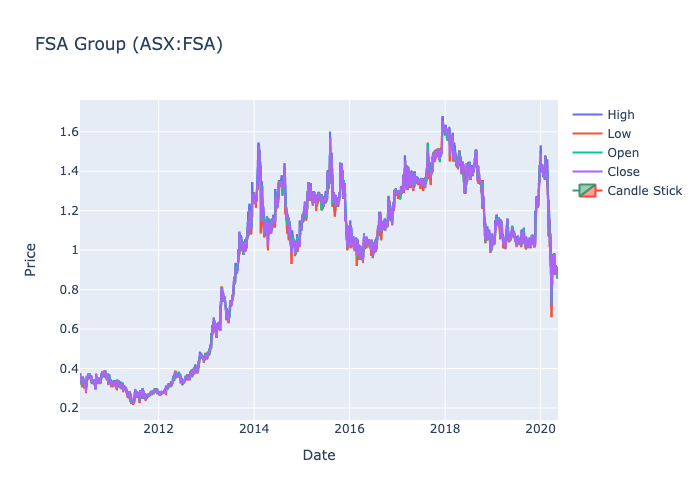 FSA Group (ASX:FSA)
High
Low
Open
Close
Candle Stick
Price
1.6
1.4
1.2
1
0.8
0.6
0.4
0.2
2012
2014
2016
2018
2020
Date